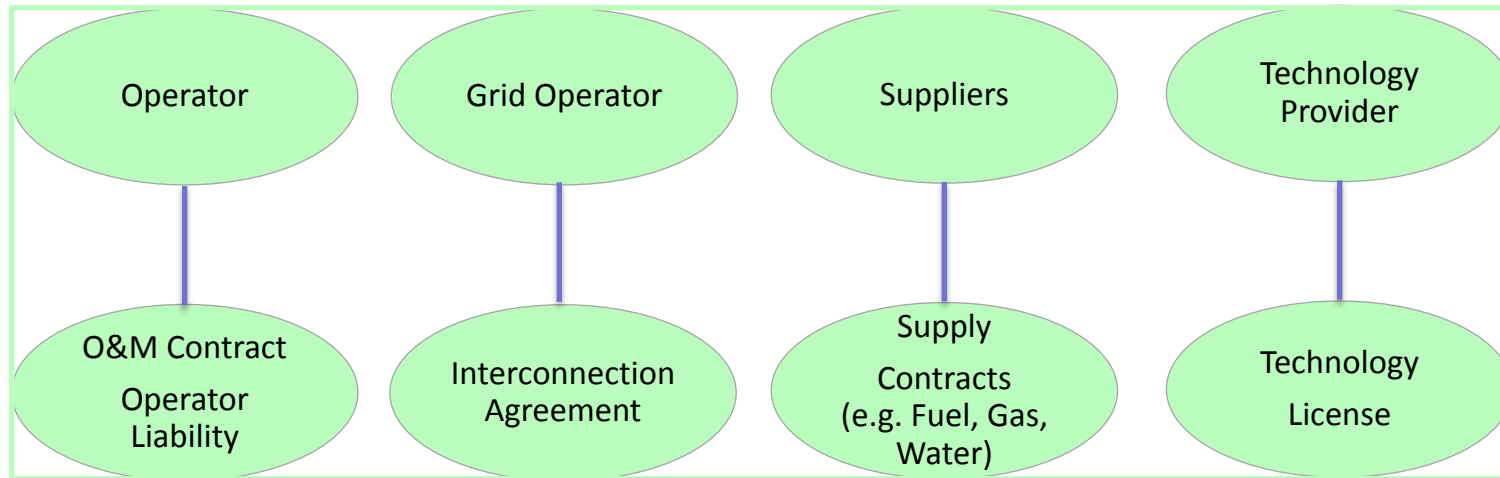 Operator
Grid Operator
Suppliers
Technology
Provider
O&M Contract
Operator
Liability
Interconnection
Agreement
Supply
Contracts
(e.g. Fuel, Gas,
Water)
Technology
License